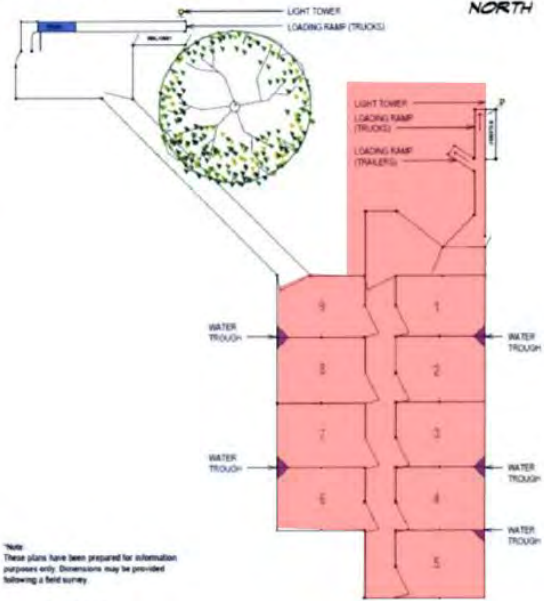 NORTH
LIGHT TOWER
LOADING RAMP (TRUCKS)
LIGHT TOWER
LOADING RAMP
(TRUCKS)
LOADING RAMP
(TRAILERS)
9
1
WATER
TROUGH
WATER
TROUGH
8
2
7
3
WATER
TROUGH
WATER
TROUGH
6
4
WATER
TROUGH
5
*Note
These plans have been prepared for information
purposes only. Dimensions may be provided
following a field survey.